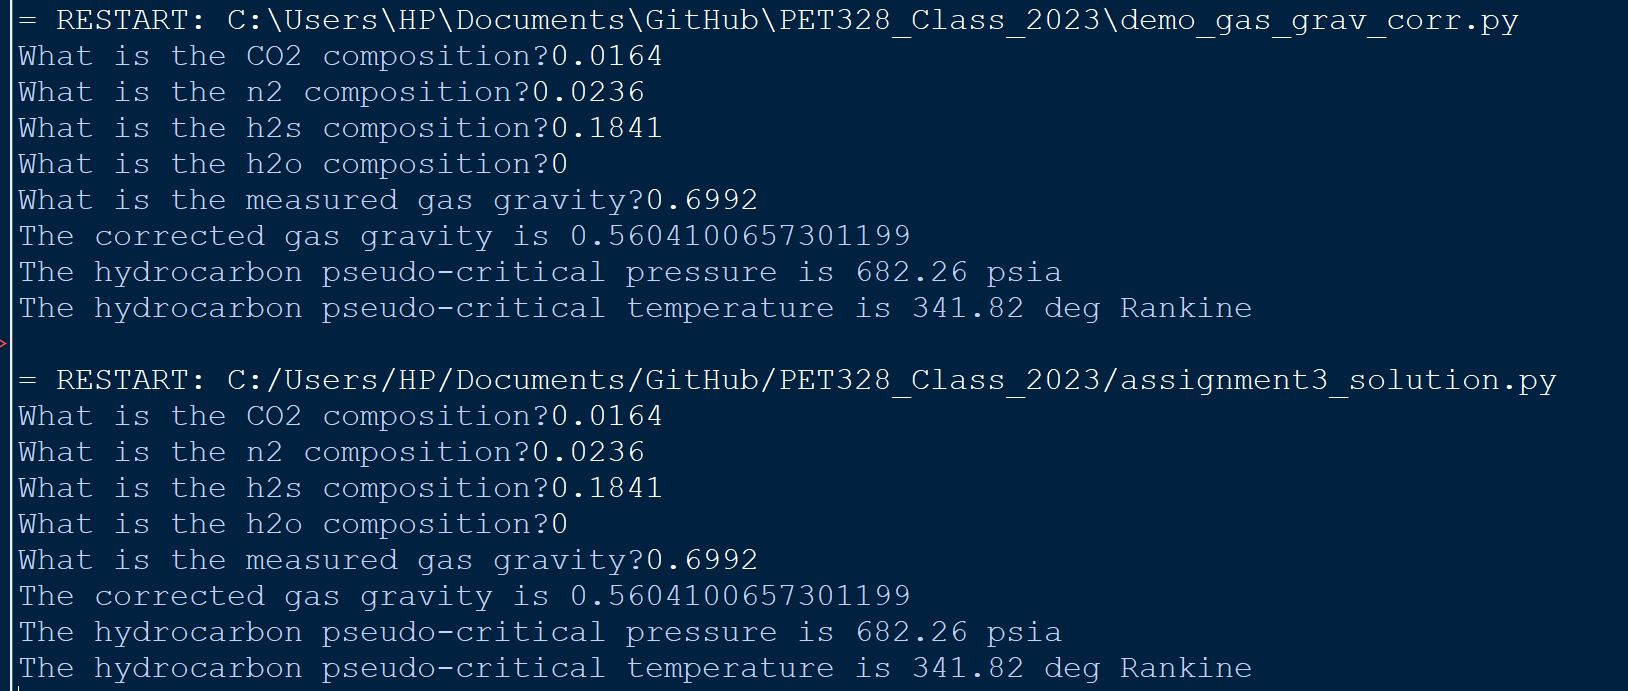 = RESTART: C:\Users\HP\Documents\GitHub\PET328_Class_2023\demo_gas_grav_corr.py
What is the CO2 composition?0.0164
What is the n2 composition?0.0236
What is the h2s composition?0.1841
What is the h2o composition?0
What is the measured gas gravity?0.6992
The corrected gas gravity is 0.5604100657301199
The hydrocarbon pseudo-critical pressure is 682.26 psia
The hydrocarbon pseudo-critical temperature is 341.82 deg Rankine
>
= RESTART: C:/Users/HP/Documents/GitHub/PET328_Class_2023/assignment3_solution.py
What is the CO2 composition?0.0164
What is the n2 composition?0.0236
What is the h2s composition?0.1841
What is the h2o composition?0
What is the measured gas gravity?0.6992
The corrected gas gravity is 0.5604100657301199
The hydrocarbon pseudo-critical pressure is 682.26 psia
The hydrocarbon pseudo-critical temperature is 341.82 deg Rankine